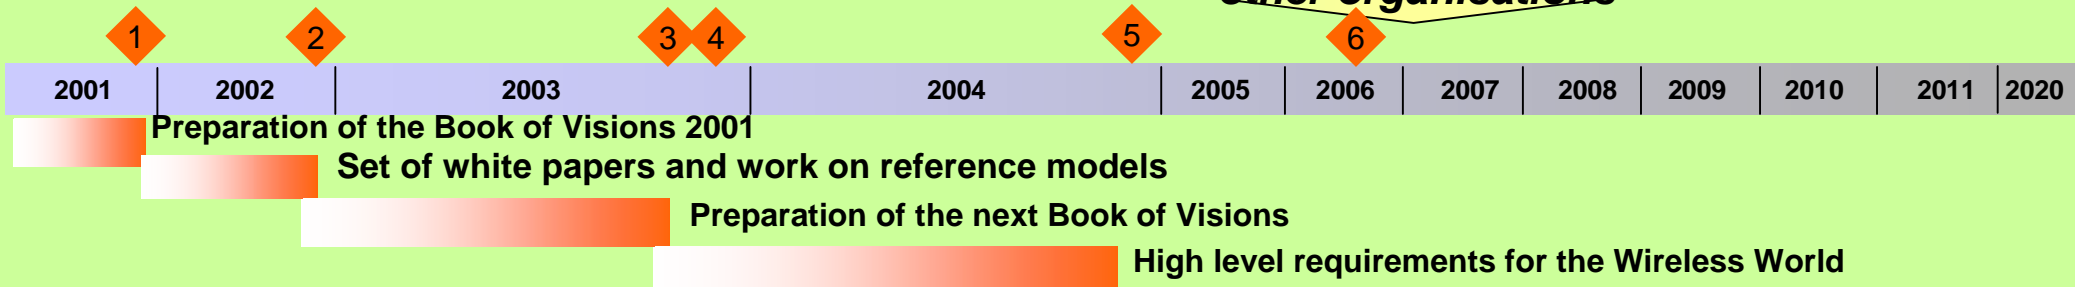 other organisations
1 2 3 4 5 6
2001 2002 2003 2004 2005 2006 2007 2008 2009 2010 2011 2020
Preparation of the Book of Visions 2001
Set of white papers and work on reference models
Preparation of the next Book of Visions
High level requirements for the Wireless World